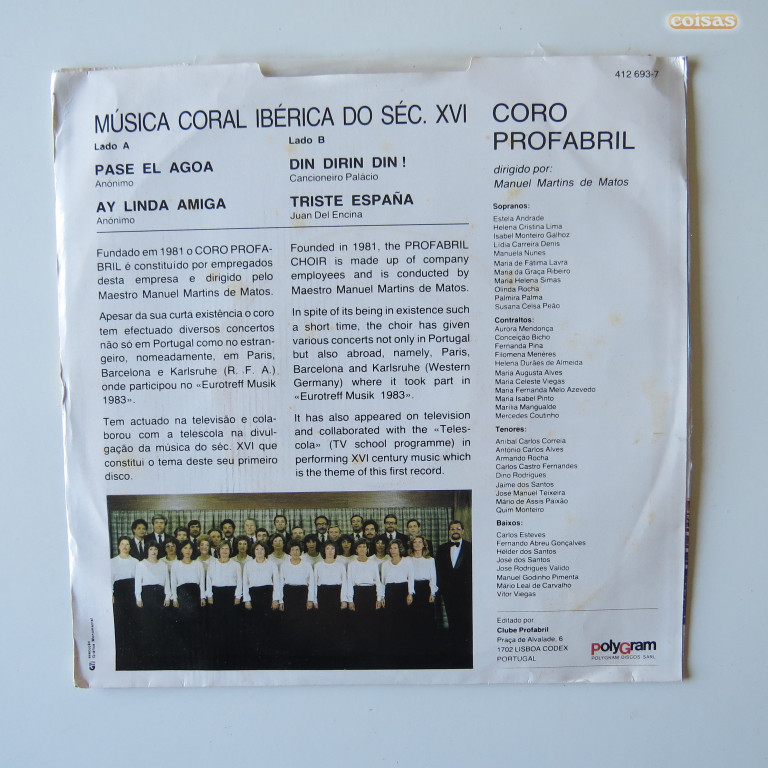 coisas
412 693-7
MÚSICA CORAL IBÉRICA DO SÉC. XVI
Lado A
PASE EL AGOA
Anónimo
AY LINDA AMIGA
Anónimo
Lado B
DIN DIRIN DIN !
Cancioneiro Palácio
TRISTE ESPAÑA
Juan Del Encina
Fundado em 1981 o CORO PROFA-
BRIL é constituido por empregados
desta empresa e dirigido pelo
Maestro Manuel Martins de Matos.
Apesar da sua curta existência o coro
tem efectuado diversos concertos
não só em Portugal como no estran-
geiro, nomeadamente, em Paris,
Barcelona e Karlsruhe (R. F. A.)
onde participou no «Eurotreff Musik
1983».
Tem actuado na televisão e cola-
borou com a telescola na divul-
gação da música do séc. XVI que
constitui o tema deste seu primeiro
disco.
Founded in 1981, the PROFABRIL
CHOIR is made up of company
employees and is conducted by
Maestro Manuel Martins de Matos.
In spite of its being in existence such
a short time, the choir has given
various concerts not only in Portugal
but also abroad, namely, Paris,
Barcelona and Karlsruhe (Western
Germany) where it took part in
«Eurotreff Musik 1983».
It has also appeared on television
and collaborated with the «Teles-
cola» (TV school programme) in
performing XVI century music which
is the theme of this first record.
CORO
PROFABRIL
dirigido por:
Manuel Martins de Matos
Sopranos:
Estela Andrade
Helena Cristina Lima
Isabel Monteiro Galhoz
Lídia Carreira Denis
Manuela Nunes
Maria de Fátima Lavra
Maria da Graça Ribeiro
Maria Helena Simas
Olinda Rocha
Palmira Palma
Susana Celsa Peão
Contraltos:
Aurora Mendonça
Conceição Bicho
Fernanda Pina
Filomena Menéres
Helena Durães de Almeida
Maria Augusta Alves
Maria Celeste Viegas
Maria Fernanda Melo Azevedo
Maria Isabel Pinto
Marília Mangualde
Mercedes Coutinho
Tenores:
Aníbal Carlos Correia
António Carlos Alves
Armando Rocha
Carlos Castro Fernandes
Dino Rodrigues
Jaime dos Santos
José Manuel Teixeira
Mário de Assis Paixão
Quim Monteiro
Baixos:
Carlos Esteves
Fernando Abreu Gonçalves
Helder dos Santos
Jose dos Santos
Jose Rodrigues Valido
Manuel Godinho Pimenta
Mário Leal de Carvalho
Vítor Viegas
Editado por
Clube Profabril
Praça de Alvalade, 6
1702 LISBOA CODEX
PORTUGAL
polyGram
POLYGRAM DISCOS SARL